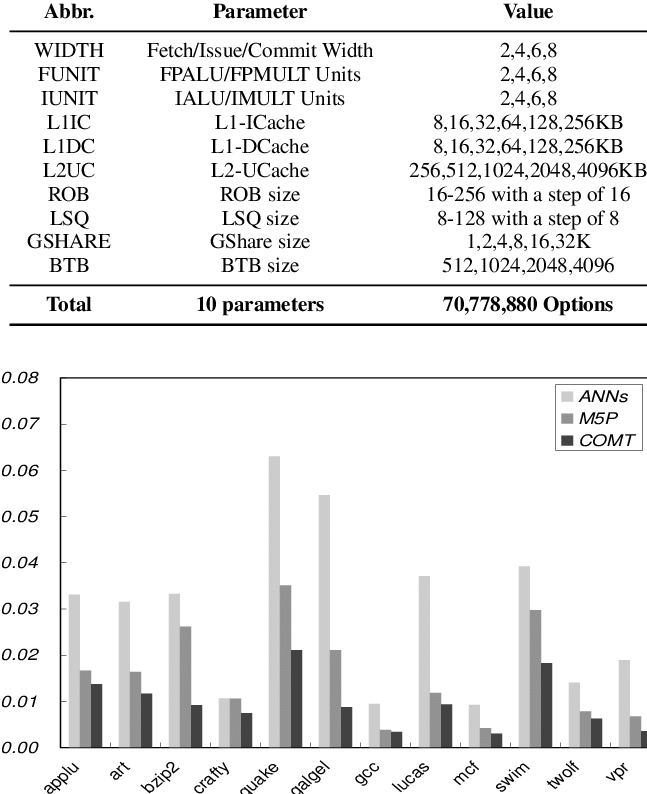 Abbr. Parameter Value
WIDTH Fetch/Issue/Commit Width 2,4,6,8
FUNIT FPALU/FPMULT Units 2,4,6,8
IUNIT IALU/IMULT Units 2,4,6,8
L1IC L1-ICache 8,16,32,64,128,256KB
L1DC L1-DCache 8,16,32,64,128,256KB
L2UC L2-UCache 256,512,1024,2048,4096KB
ROB ROB size 16-256 with a step of 16
LSQ LSQ size 8-128 with a step of 8
GSHARE GShare size 1,2,4,8,16,32K
BTB BTB size 512,1024,2048,4096
Total 10 parameters 70,778,880 Options
0.08
0.07
0.06
0.05
0.04
0.03
0.02
0.01
0.00
ANNs
M5P
COMT
applu art bzip2 crafty quake galgel gcc lucas mcf swim twolf vpr